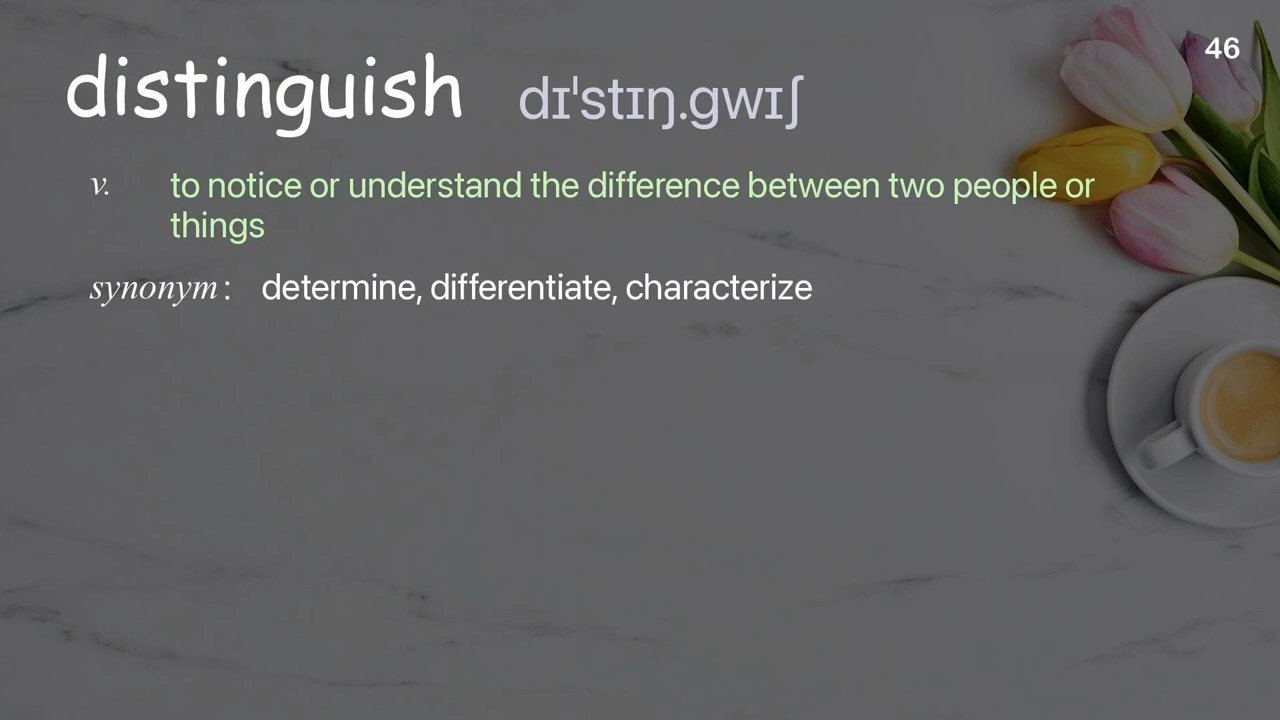 46
distinguish dɪˈstɪŋ.gwɪʃ
v. to notice or understand the difference between two people or
things
synonym: determine, differentiate, characterize